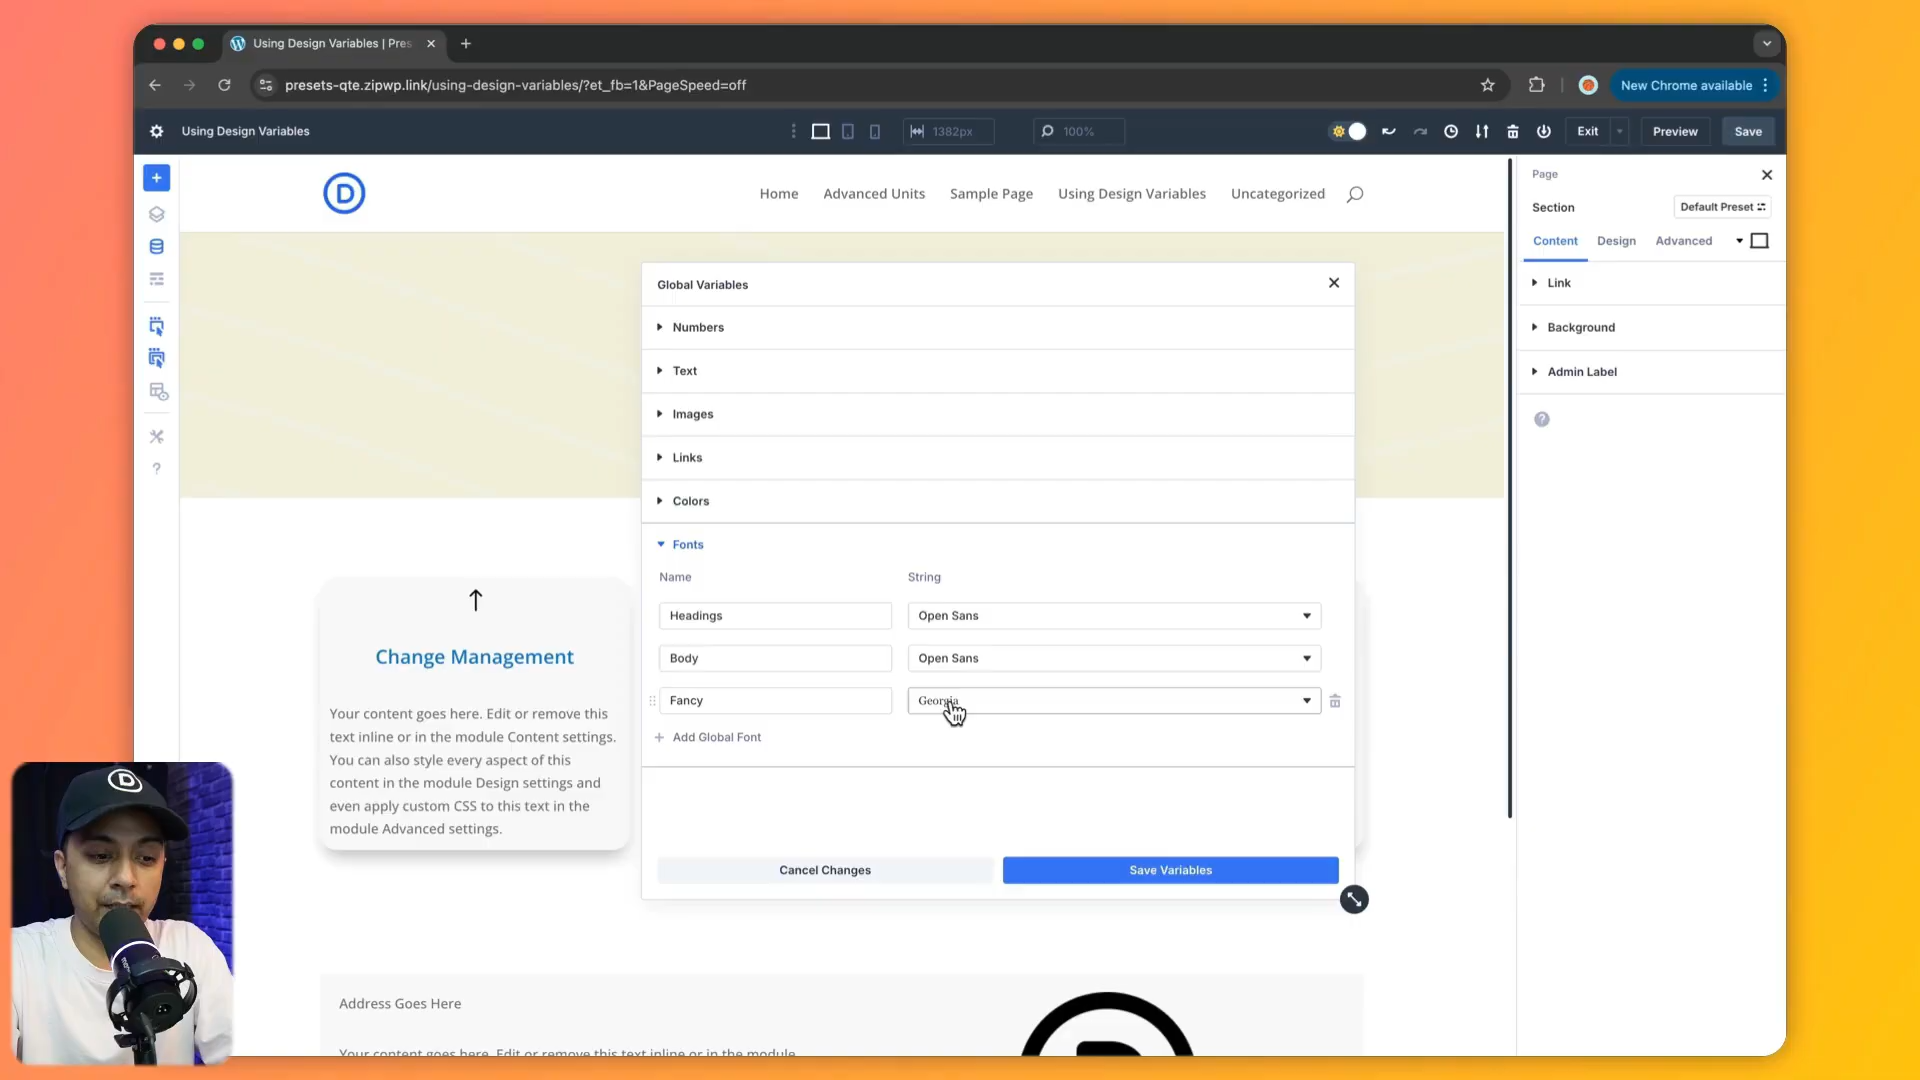 Using Design Variables | Pres
New Chrome available
presets-qte.zipwp.link/using-design-variables/?et_fb=1&PageSpeed=off
Using Design Variables
1382px
100%
Exit
Preview
Save
D
Home
Advanced Units
Sample Page
Using Design Variables
Uncategorized
Page
Section
Default Preset
Content
Design
Advanced
Link
Background
Admin Label
Global Variables
Numbers
Text
Images
Links
Colors
Fonts
Name
String
Headings
Open Sans
Body
Open Sans
Fancy
Georgia
Add Global Font
Cancel Changes
Save Variables
Change Management
Your content goes here. Edit or remove this
text inline or in the module Content settings.
You can also style every aspect of this
content in the module Design settings and
even apply custom CSS to this text in the
module Advanced settings.
Address Goes Here
Your content goes here. Edit or remove this text inline or in the module
D